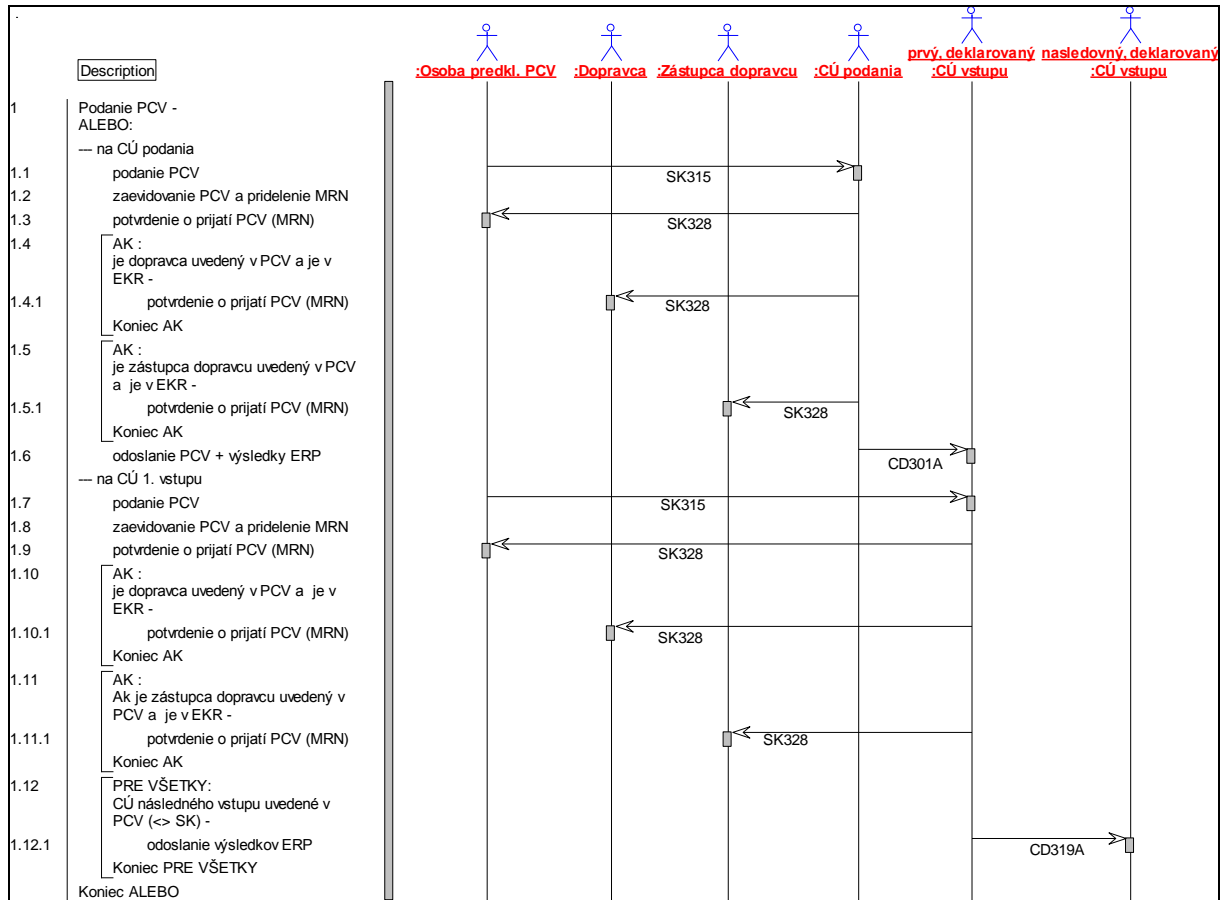 .
Description
:Osoba predkl. PCV
:Dopravca
:Zástupca dopravcu
:CÚ podania
prvý, deklarovaný
:CÚ vstupu
nasledovný, deklarovaný
:CÚ vstupu
1 Podanie PCV -
ALEBO:
--- na CÚ podania
1.1 podanie PCV
SK315
1.2 zaevidovanie PCV a pridelenie MRN
1.3 potvrdenie o prijatí PCV (MRN)
SK328
1.4 AK :
je dopravca uvedený v PCV a je v
EKR -
1.4.1 potvrdenie o prijatí PCV (MRN)
SK328
Koniec AK
1.5 AK :
je zástupca dopravcu uvedený v PCV
a je v EKR -
1.5.1 potvrdenie o prijatí PCV (MRN)
SK328
Koniec AK
1.6 odoslanie PCV + výsledky ERP
CD301A
--- na CÚ 1. vstupu
1.7 podanie PCV
SK315
1.8 zaevidovanie PCV a pridelenie MRN
1.9 potvrdenie o prijatí PCV (MRN)
SK328
1.10 AK :
je dopravca uvedený v PCV a je v
EKR -
1.10.1 potvrdenie o prijatí PCV (MRN)
SK328
Koniec AK
1.11 AK :
Ak je zástupca dopravcu uvedený v
PCV a je v EKR -
1.11.1 potvrdenie o prijatí PCV (MRN)
SK328
Koniec AK
1.12 PRE VŠETKY:
CÚ následného vstupu uvedené v
PCV (<> SK) -
1.12.1 odoslanie výsledkov ERP
CD319A
Koniec PRE VŠETKY
Koniec ALEBO